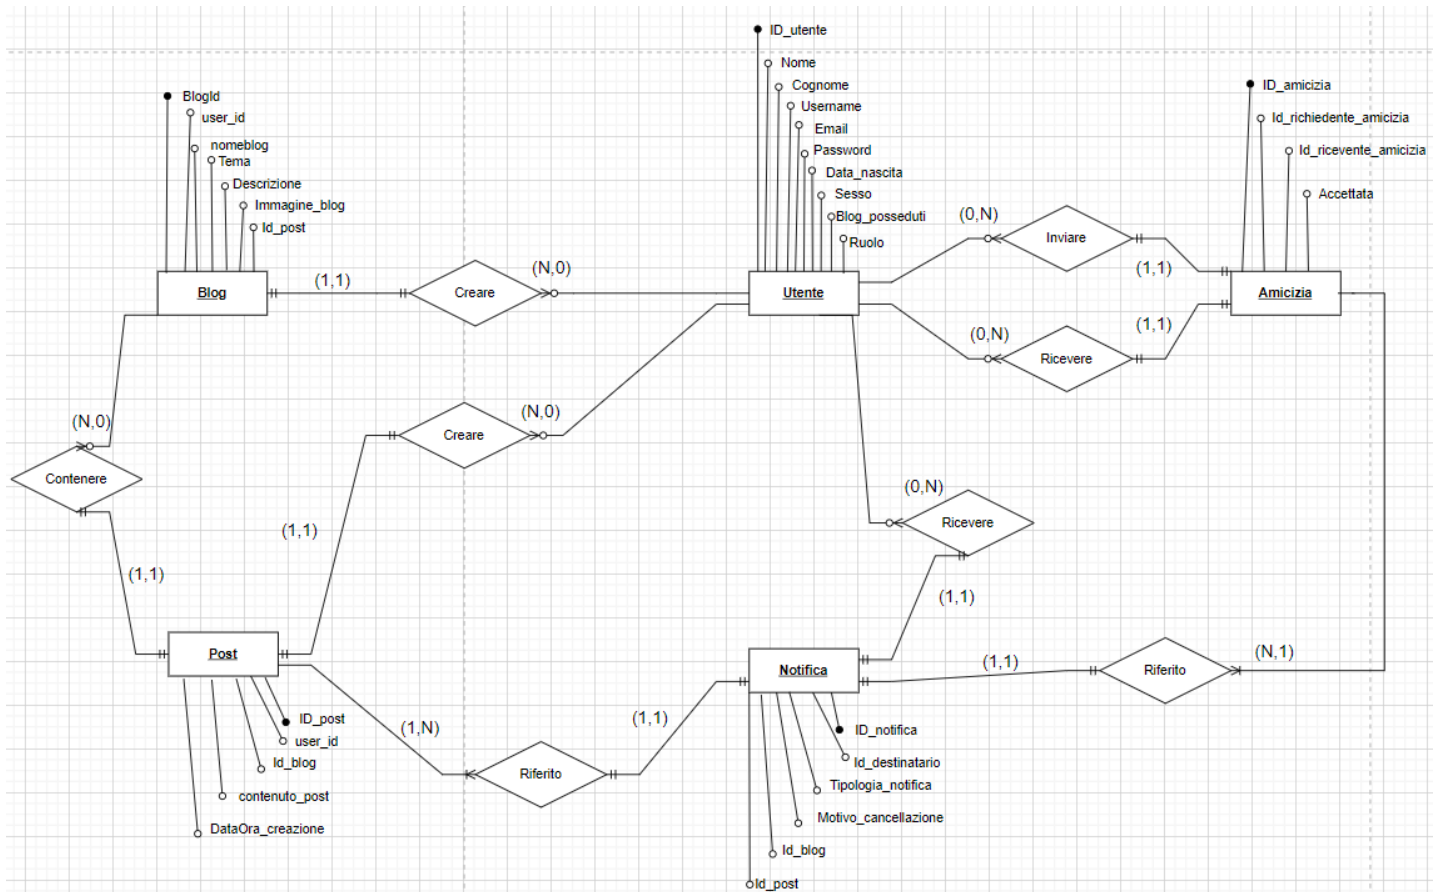 ID_utente
Nome
Cognome
Username
Email
Password
Data_nascita
Sesso
Blog_posseduti
Ruolo
ID_amicizia
Id_richiedente_amicizia
Id_ricevente_amicizia
Accettata
BlogId
user_id
nomeblog
Tema
Descrizione
Immagine_blog
Id_post
Blog
(1,1)
Creare
(N,0)
Utente
(0,N)
Inviare
(1,1)
Amicizia
(0,N)
Ricevere
(1,1)
(N,0)
Contenere
(1,1)
Creare
(N,0)
(1,1)
(0,N)
Ricevere
(1,1)
Post
ID_post
user_id
Id_blog
contenuto_post
DataOra_creazione
(1,N)
Riferito
(1,1)
Notifica
(1,1)
Riferito
(N,1)
ID_notifica
Id_destinatario
Tipologia_notifica
Motivo_cancellazione
Id_blog
Id_post